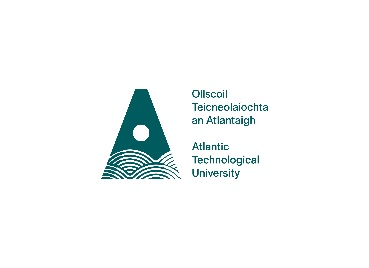 Ollscoil
Teicneolaíochta
an Atlantaigh
Atlantic
Technological
University